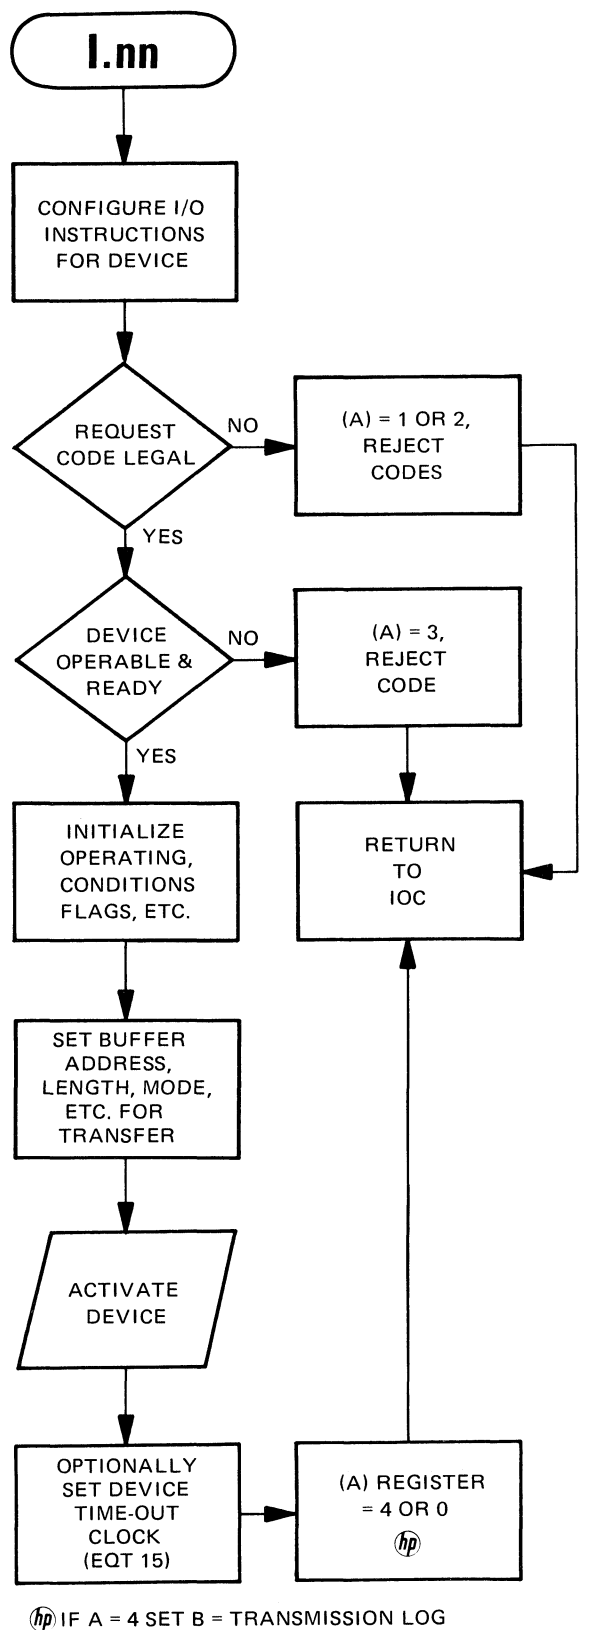 I.nn
CONFIGURE I/O
INSTRUCTIONS
FOR DEVICE
REQUEST
CODE LEGAL
NO
(A) = 1 OR 2,
REJECT
CODES
YES
DEVICE
OPERABLE &
READY
NO
(A) = 3,
REJECT
CODE
YES
INITIALIZE
OPERATING,
CONDITIONS
FLAGS, ETC.
RETURN
TO
IOC
SET BUFFER
ADDRESS,
LENGTH, MODE,
ETC. FOR
TRANSFER
ACTIVATE
DEVICE
OPTIONALLY
SET DEVICE
TIME-OUT
CLOCK
(EQT 15)
(A) REGISTER
= 4 OR 0
hp
hp IF A = 4 SET B = TRANSMISSION LOG